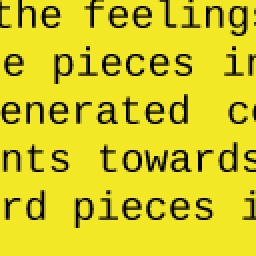 the feelings
e pieces in
enerated  co
nts towards
rd pieces i